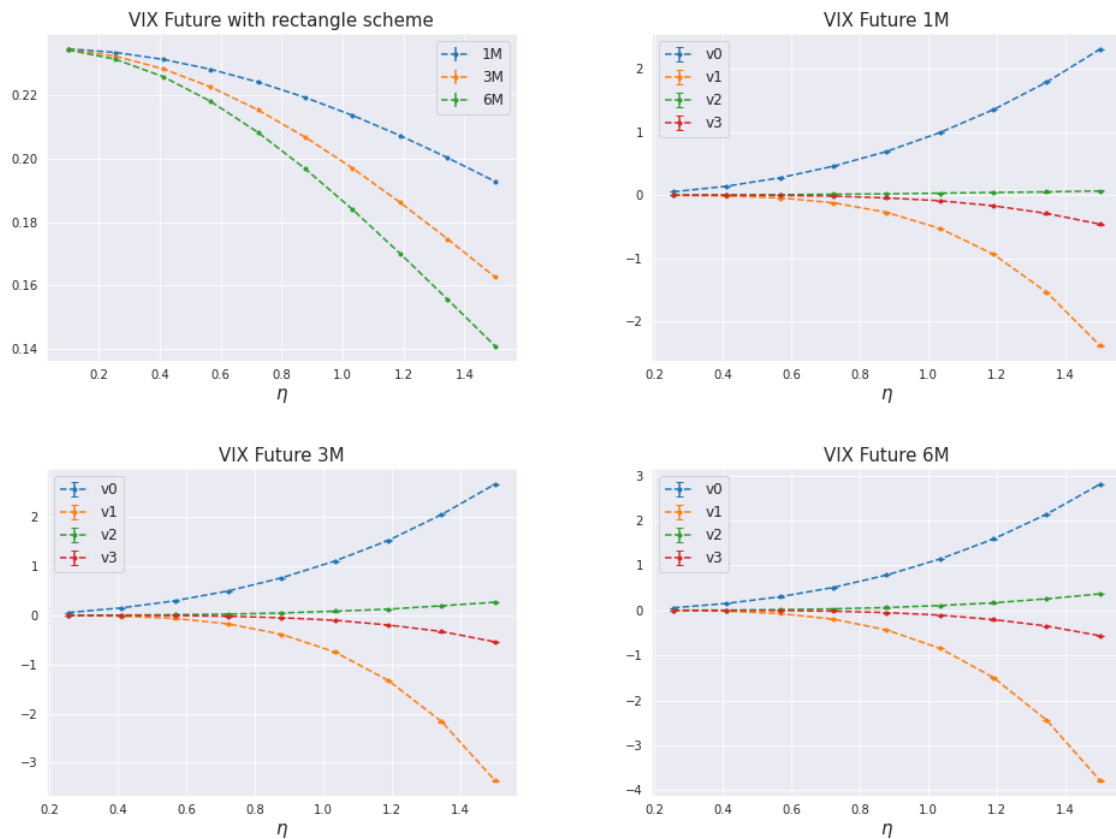 VIX Future with rectangle scheme
1M
3M
6M
0.22
0.20
0.18
0.16
0.14
0.2 0.4 0.6 0.8 1.0 1.2 1.4
η
VIX Future 1M
v0
v1
v2
v3
2
1
0
−1
−2
0.2 0.4 0.6 0.8 1.0 1.2 1.4
η
VIX Future 3M
v0
v1
v2
v3
2
1
0
−1
−2
−3
0.2 0.4 0.6 0.8 1.0 1.2 1.4
η
VIX Future 6M
v0
v1
v2
v3
3
2
1
0
−1
−2
−3
−4
0.2 0.4 0.6 0.8 1.0 1.2 1.4
η